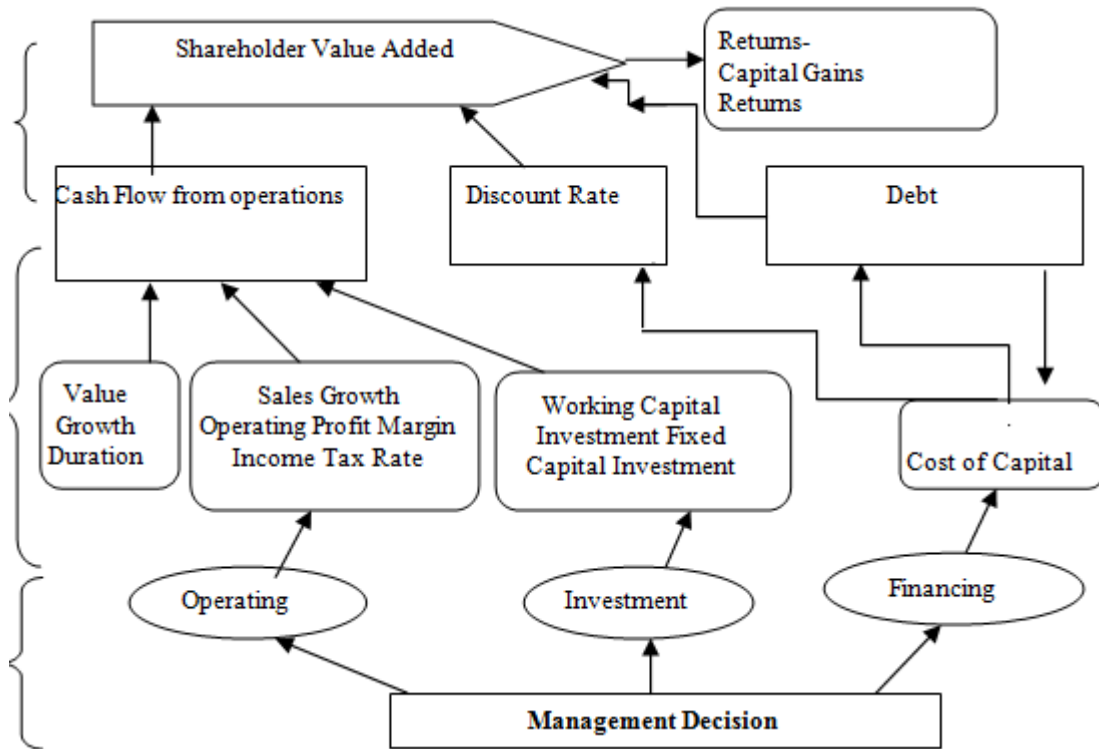 Shareholder Value Added
Returns-
Capital Gains
Returns
Cash Flow from operations
Discount Rate
Debt
Value
Growth
Duration
Sales Growth
Operating Profit Margin
Income Tax Rate
Working Capital
Investment Fixed
Capital Investment
Cost of Capital
Operating
Investment
Financing
Management Decision